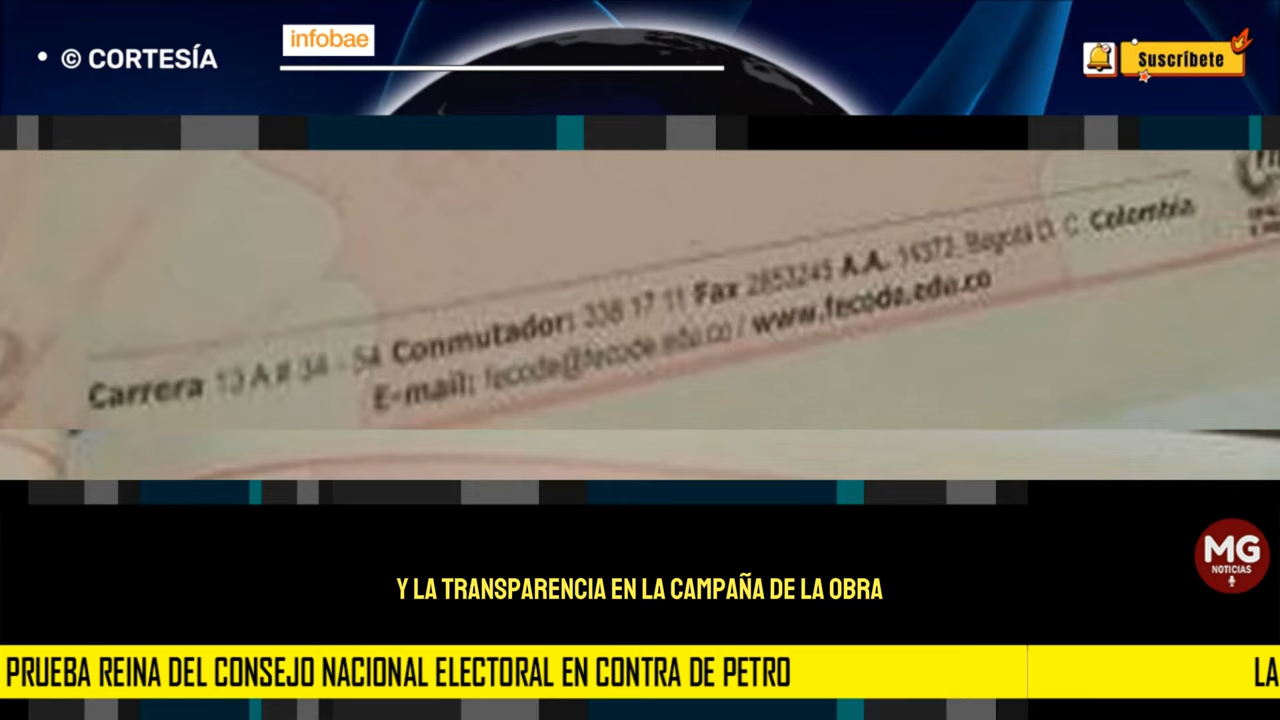 • © CORTESÍA
infobae
Suscríbete
Carrera 13 A # 34 - 54 Conmutador: 338 17 11 Fax 2853245 A.A. 14372, Bogotá D. C. Colombia
E-mail: fecode@fecode.edu.co / www.fecode.edu.co
MG
NOTICIAS
Y LA TRANSPARENCIA EN LA CAMPAÑA DE LA OBRA
PRUEBA REINA DEL CONSEJO NACIONAL ELECTORAL EN CONTRA DE PETRO
LA